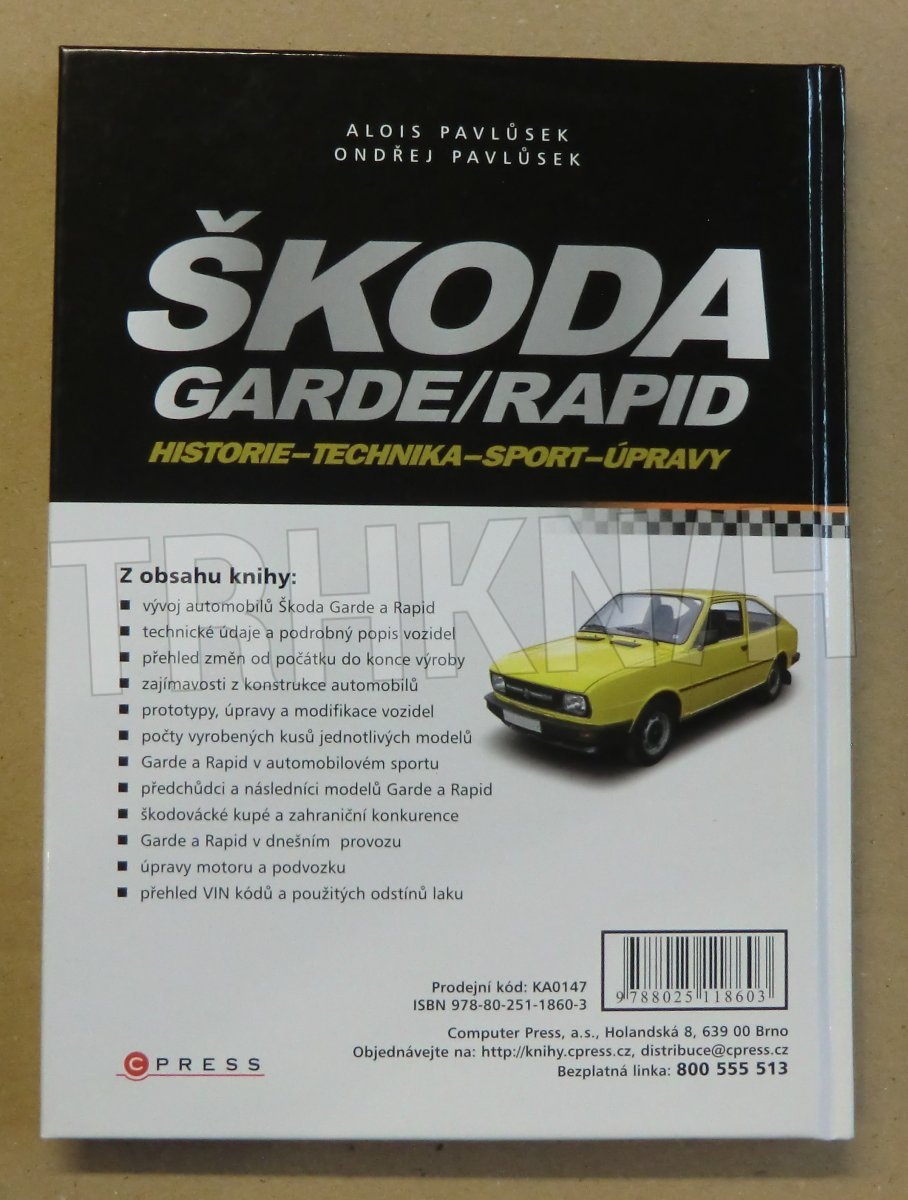 ALOIS PAVLŮSEK
ONDŘEJ PAVLŮSEK
ŠKODA
GARDE/RAPID
HISTORIE–TECHNIKA–SPORT–ÚPRAVY
TRHKNIH
Z obsahu knihy:
■ vývoj automobilů Škoda Garde a Rapid
■ technické údaje a podrobný popis vozidel
■ přehled změn od počátku do konce výroby
■ zajímavosti z konstrukce automobilů
■ prototypy, úpravy a modifikace vozidel
■ počty vyrobených kusů jednotlivých modelů
■ Garde a Rapid v automobilovém sportu
■ předchůdci a následníci modelů Garde a Rapid
■ škodovácké kupé a zahraniční konkurence
■ Garde a Rapid v dnešním provozu
■ úpravy motoru a podvozku
■ přehled VIN kódů a použitých odstínů laku
Prodejní kód: KA0147
ISBN 978-80-251-1860-3
9 788025 118603
Computer Press, a.s., Holandská 8, 639 00 Brno
Objednávejte na: http://knihy.cpress.cz, distribuce@cpress.cz
Bezplatná linka: 800 555 513
CPRESS